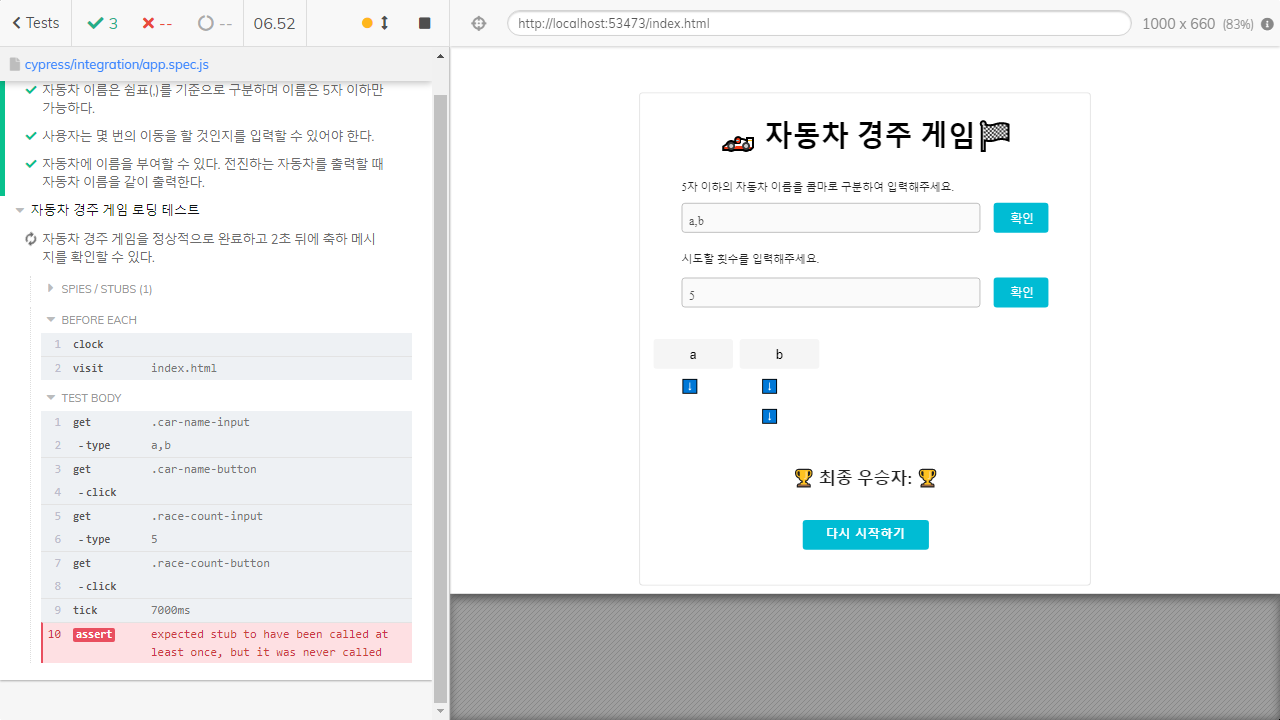 Tests
3
--
--
06.52
http://localhost:53473/index.html
1000 x 660 (83%)
cypress/integration/app.spec.js
자동차 이름은 쉼표(,)를 기준으로 구분하며 이름은 5자 이하만
가능하다.
사용자는 몇 번의 이동을 할 것인지를 입력할 수 있어야 한다.
자동차에 이름을 부여할 수 있다. 전진하는 자동차를 출력할 때
자동차 이름을 같이 출력한다.
자동차 경주 게임 로딩 테스트
자동차 경주 게임을 정상적으로 완료하고 2초 뒤에 축하 메시
지를 확인할 수 있다.
SPIES / STUBS (1)
BEFORE EACH
1 clock
2 visit index.html
TEST BODY
1 get .car-name-input
2 -type a,b
3 get .car-name-button
4 -click
5 get .race-count-input
6 -type 5
7 get .race-count-button
8 -click
9 tick 7000ms
10 assert expected stub to have been called at
least once, but it was never called
🏎️ 자동차 경주 게임🏁
5자 이하의 자동차 이름을 콤마로 구분하여 입력해주세요.
a,b
확인
시도할 횟수를 입력해주세요.
5
확인
a b
⬇️ ⬇️
⬇️
🏆 최종 우승자: 🏆
다시 시작하기